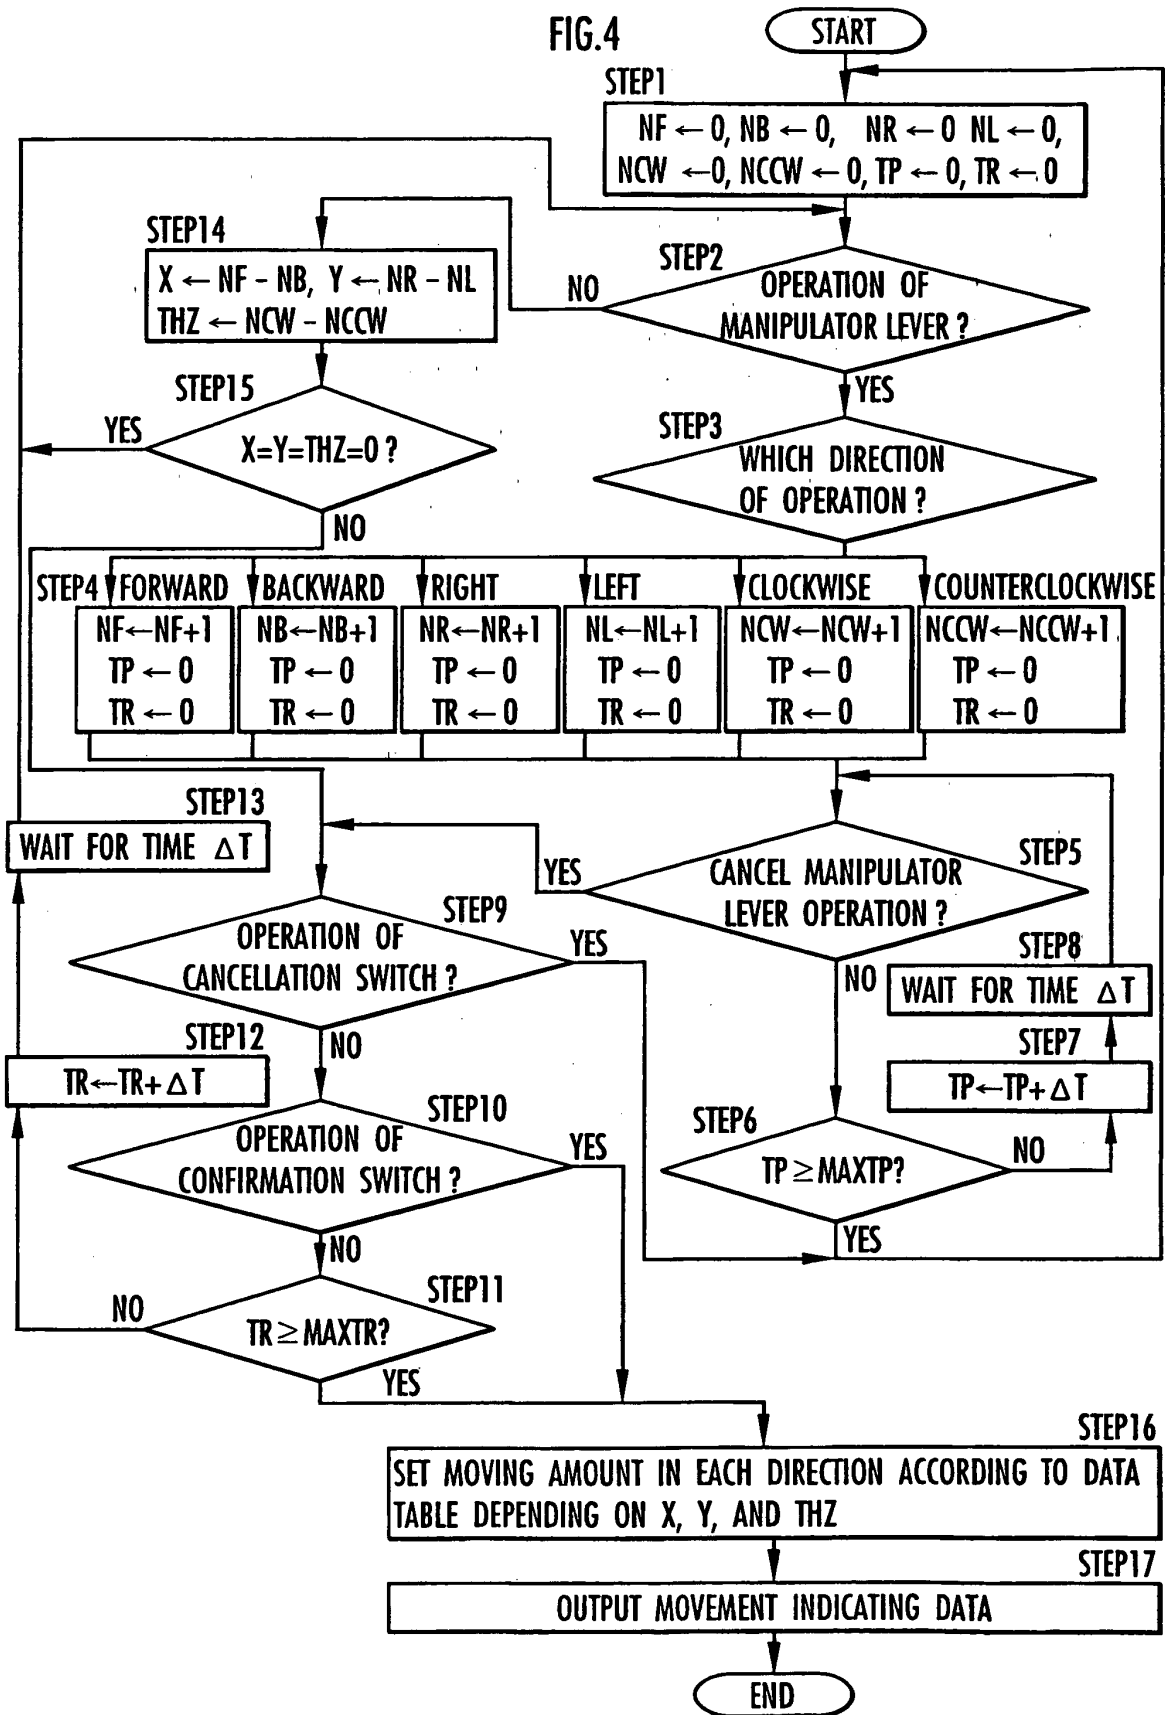 FIG.4
START
STEP1
NF ← 0, NB ← 0, NR ← 0 NL ← 0,
NCW ←0, NCCW ← 0, TP ← 0, TR ← 0
STEP14
X ← NF - NB, Y ← NR - NL
THZ ← NCW - NCCW
STEP2
NO
OPERATION OF
MANIPULATOR LEVER ?
YES
STEP15
YES
X=Y=THZ=0 ?
NO
STEP3
WHICH DIRECTION
OF OPERATION ?
STEP4
FORWARD
NF←NF+1
TP ← 0
TR ← 0
BACKWARD
NB←NB+1
TP ← 0
TR ← 0
RIGHT
NR←NR+1
TP ← 0
TR ← 0
LEFT
NL←NL+1
TP ← 0
TR ← 0
CLOCKWISE
NCW←NCW+1
TP ← 0
TR ← 0
COUNTERCLOCKWISE
NCCW←NCCW+1
TP ← 0
TR ← 0
STEP13
WAIT FOR TIME ΔT
STEP5
YES
CANCEL MANIPULATOR
LEVER OPERATION ?
NO
STEP9
OPERATION OF
CANCELLATION SWITCH ?
YES
NO
STEP8
WAIT FOR TIME ΔT
STEP7
TP←TP+ΔT
STEP12
TR←TR+ΔT
STEP10
OPERATION OF
CONFIRMATION SWITCH ?
YES
NO
STEP6
TP ≥ MAXTP?
NO
YES
STEP11
NO
TR ≥ MAXTR?
YES
STEP16
SET MOVING AMOUNT IN EACH DIRECTION ACCORDING TO DATA
TABLE DEPENDING ON X, Y, AND THZ
STEP17
OUTPUT MOVEMENT INDICATING DATA
END